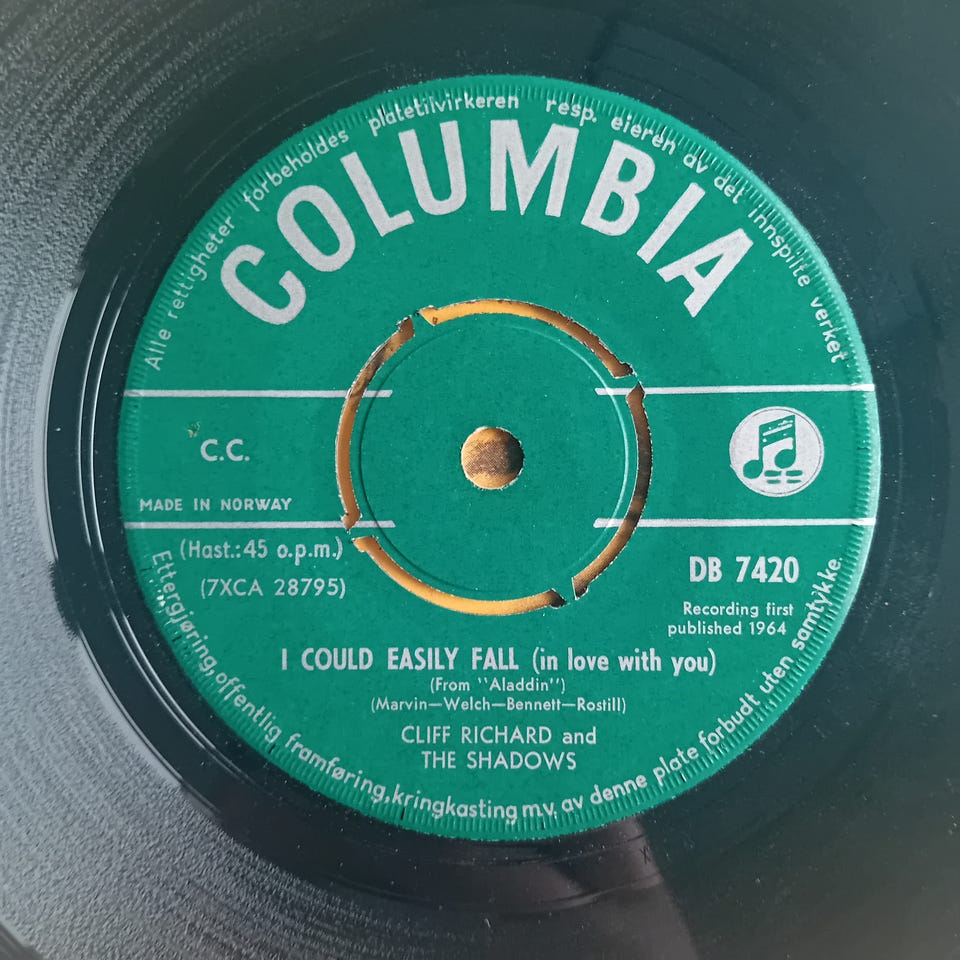 Alle rettigheter forbeholdes platetilvirkeren resp. eieren av det innspilte verket
COLUMBIA
C.C.
MADE IN NORWAY
(Hast.:45 o.p.m.)
(7XCA 28795)
DB 7420
Recording first
published 1964
I COULD EASILY FALL (in love with you)
(From "Aladdin")
(Marvin—Welch—Bennett—Rostill)
CLIFF RICHARD and
THE SHADOWS
Ettergjøring,offentlig framføring,kringkasting m.v. av denne plate forbudt uten samtykke.